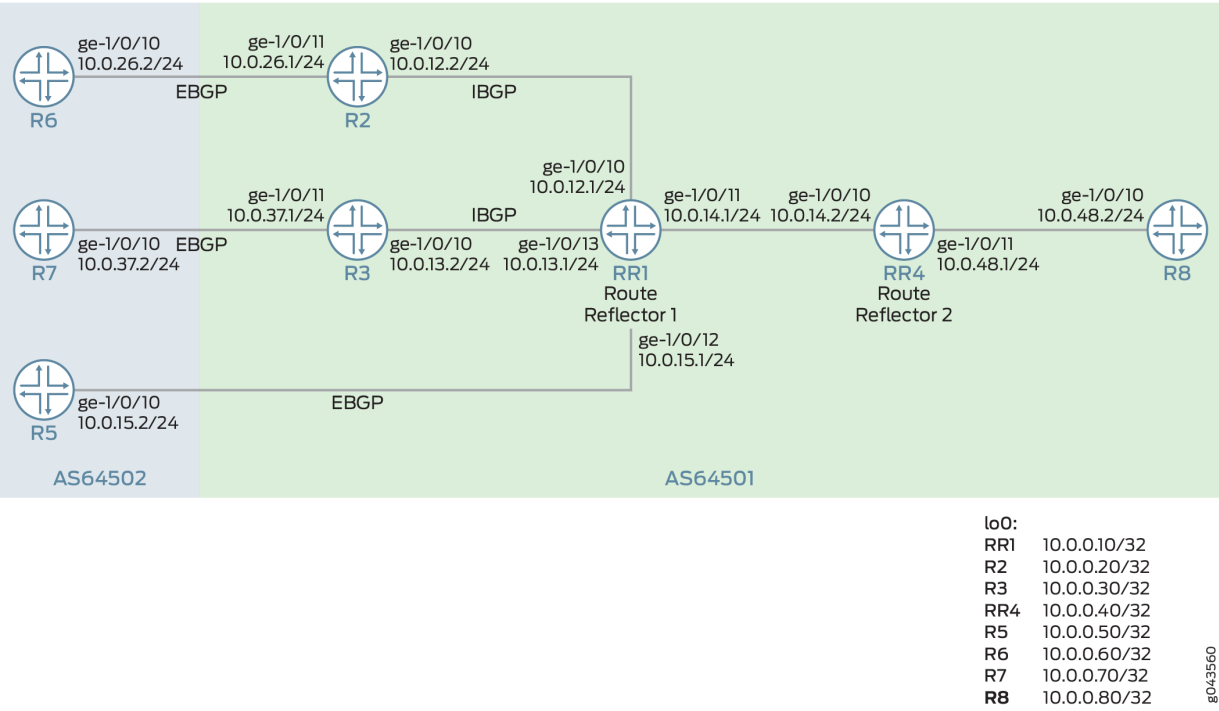 ge-1/0/10
10.0.26.2/24
ge-1/0/11
10.0.26.1/24
ge-1/0/10
10.0.12.2/24
EBGP
IBGP
R6
R2
ge-1/0/10
10.0.12.1/24
ge-1/0/11
10.0.37.1/24
IBGP
ge-1/0/11
10.0.14.1/24
ge-1/0/10
10.0.14.2/24
ge-1/0/10
10.0.48.2/24
ge-1/0/10
10.0.37.2/24
EBGP
ge-1/0/10
10.0.13.2/24
ge-1/0/13
10.0.13.1/24
ge-1/0/11
10.0.48.1/24
R7
R3
RR1
Route
Reflector 1
RR4
Route
Reflector 2
R8
ge-1/0/12
10.0.15.1/24
ge-1/0/10
10.0.15.2/24
EBGP
R5
AS64502
AS64501
lo0:
RR1 10.0.0.10/32
R2 10.0.0.20/32
R3 10.0.0.30/32
RR4 10.0.0.40/32
R5 10.0.0.50/32
R6 10.0.0.60/32
R7 10.0.0.70/32
R8 10.0.0.80/32
g043560